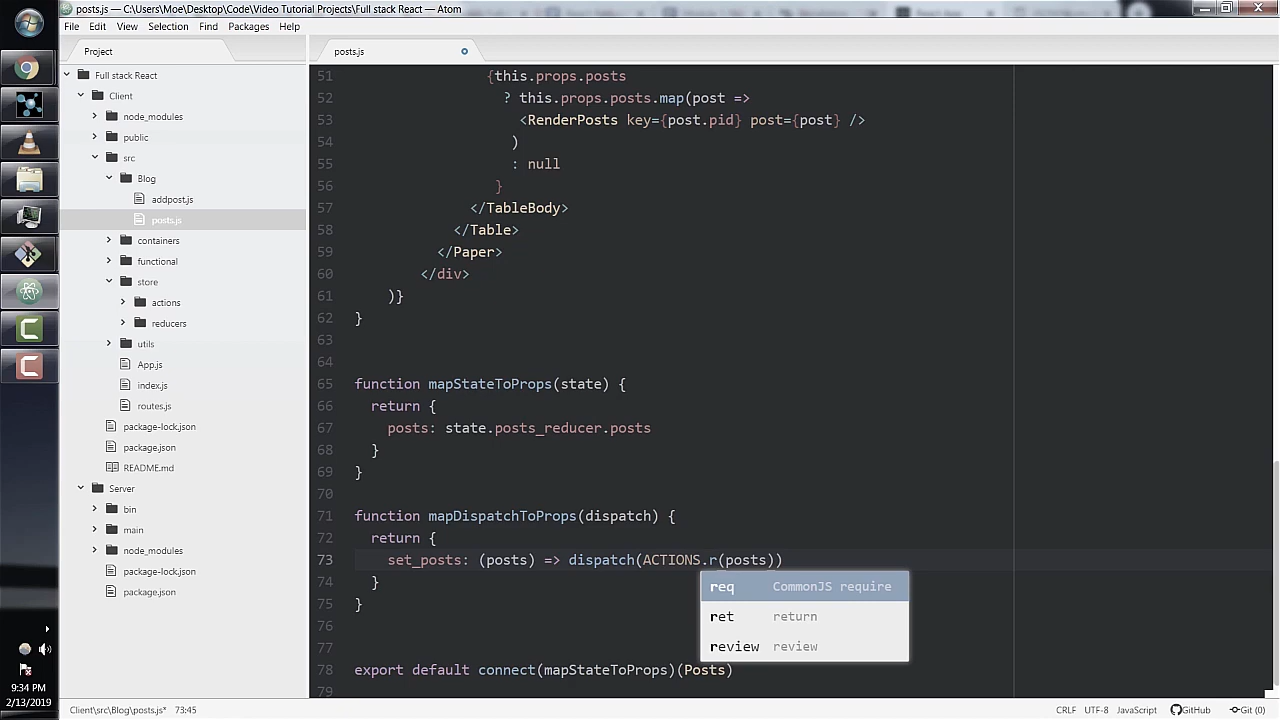 posts.js — C:\Users\Moe\Desktop\Code\Video Tutorial Projects\Full stack React — Atom
File Edit View Selection Find Packages Help
Project
posts.js
Full stack React
Client
node_modules
public
src
Blog
addpost.js
posts.js
containers
functional
store
actions
reducers
utils
App.js
index.js
routes.js
package-lock.json
package.json
README.md
Server
bin
main
node_modules
package-lock.json
package.json
51 {this.props.posts
52 ? this.props.posts.map(post =>
53 <RenderPosts key={post.pid} post={post} />
54 )
55 : null
56 }
57 </TableBody>
58 </Table>
59 </Paper>
60 </div>
61 )}
62 }
63
64
65 function mapStateToProps(state) {
66 return {
67 posts: state.posts_reducer.posts
68 }
69 }
70
71 function mapDispatchToProps(dispatch) {
72 return {
73 set_posts: (posts) => dispatch(ACTIONS.r(posts))
74 }
75 }
76
77
78 export default connect(mapStateToProps)(Posts)
79
req CommonJS require
ret return
review review
9:34 PM
2/13/2019
Client\src\Blog\posts.js* 73:45
CRLF UTF-8 JavaScript GitHub Git (0)